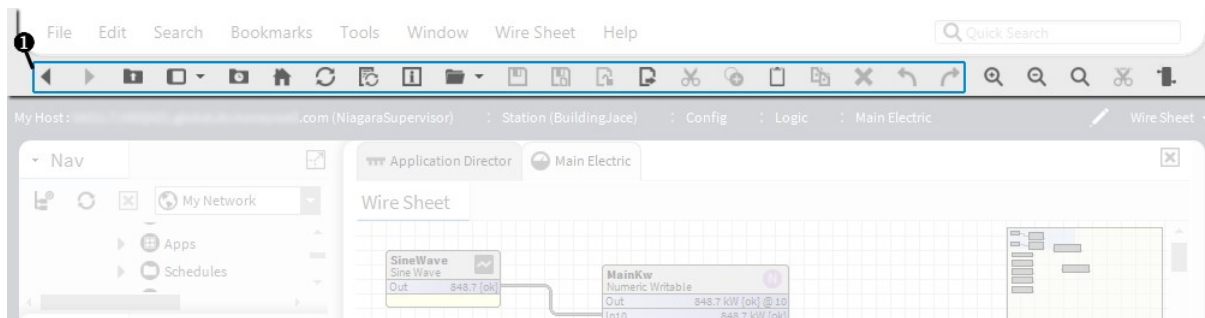 File Edit Search Bookmarks Tools Window Wire Sheet Help Quick Search
1
My Host : .com (NiagaraSupervisor) : Station (BuildingJace) : Config : Logic : Main Electric Wire Sheet
Nav
Application Director Main Electric
My Network
Wire Sheet
Apps
Schedules
SineWave
Sine Wave
Out 848.7 {ok}
MainKw
Numeric Writable
N
Out 848.7 kW {ok} @ 10
In10 848.7 kW {ok}